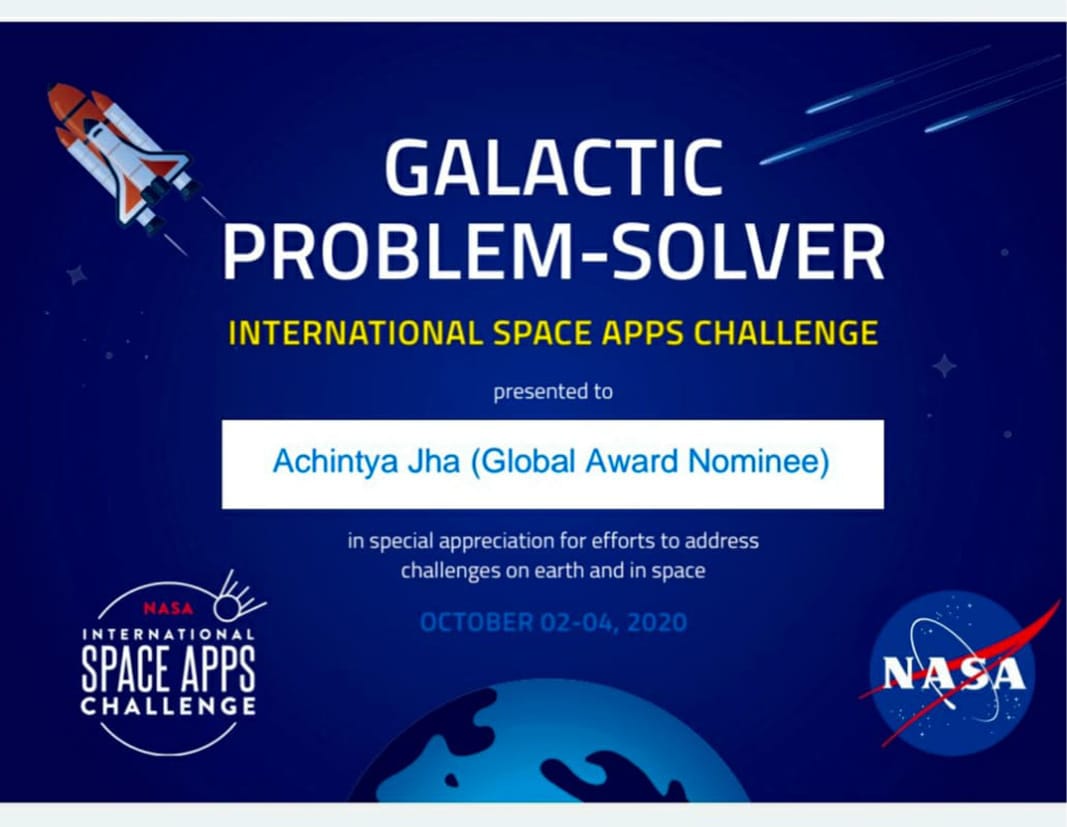 GALACTIC
PROBLEM-SOLVER
INTERNATIONAL SPACE APPS CHALLENGE
presented to
Achintya Jha (Global Award Nominee)
in special appreciation for efforts to address
challenges on earth and in space
OCTOBER 02-04, 2020
NASA
INTERNATIONAL
SPACE APPS
CHALLENGE
NASA